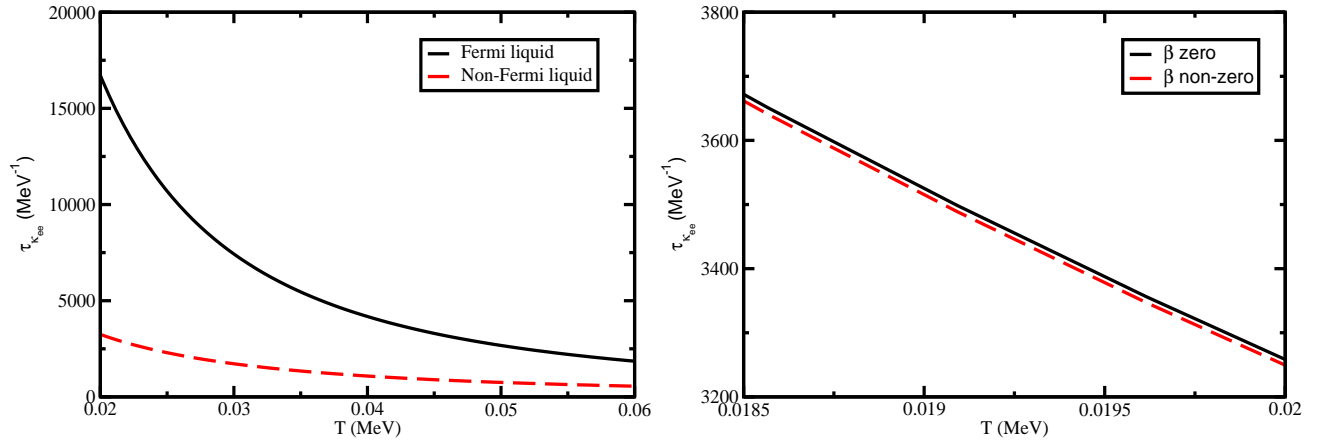 20000
15000
10000
5000
0
τκee (MeV-1)
Fermi liquid
Non-Fermi liquid
0.02 0.03 0.04 0.05 0.06
T (MeV)
3800
3600
3400
3200
τκee (MeV-1)
β zero
β non-zero
0.0185 0.019 0.0195 0.02
T (MeV)